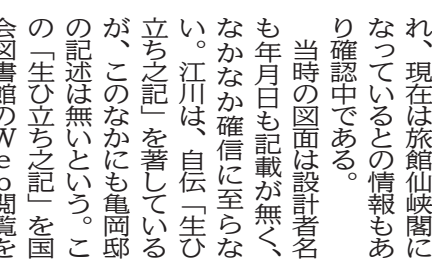 れ、現在は旅館仙峡閣に
なっているとの情報もあ
り確認中である。
　当時の図面は設計者名
も年月日も記載が無く、
なかなか確信に至らな
い。江川は、自伝「生ひ
立ち之記」を著している
が、このなかにも亀岡邸
の記述は無いという。こ
の「生ひ立ち之記」を国
会図書館のWeb閲覧を